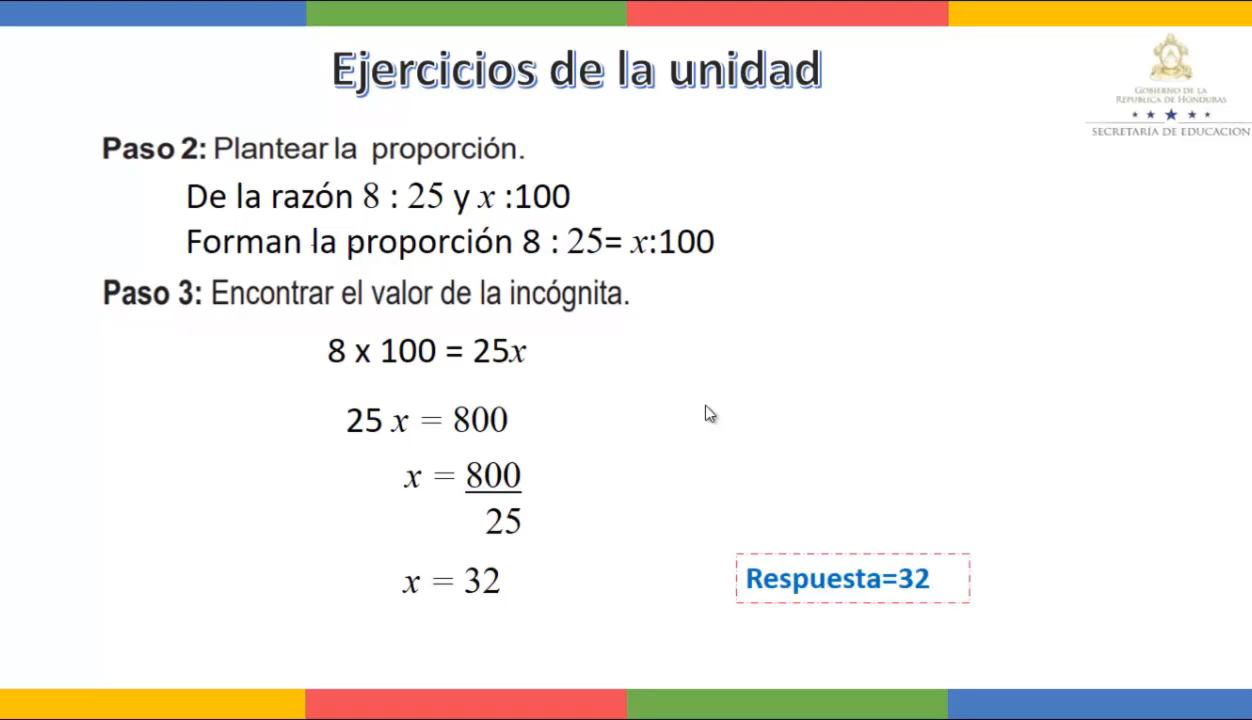 Ejercicios de la unidad
GOBIERNO DE LA
REPÚBLICA DE HONDURAS
SECRETARÍA DE EDUCACIÓN
Paso 2: Plantear la proporción.
De la razón 8 : 25 y x :100
Forman la proporción 8 : 25= x:100
Paso 3: Encontrar el valor de la incógnita.
8 x 100 = 25x
25 x = 800
x = 800
25
x = 32
Respuesta=32